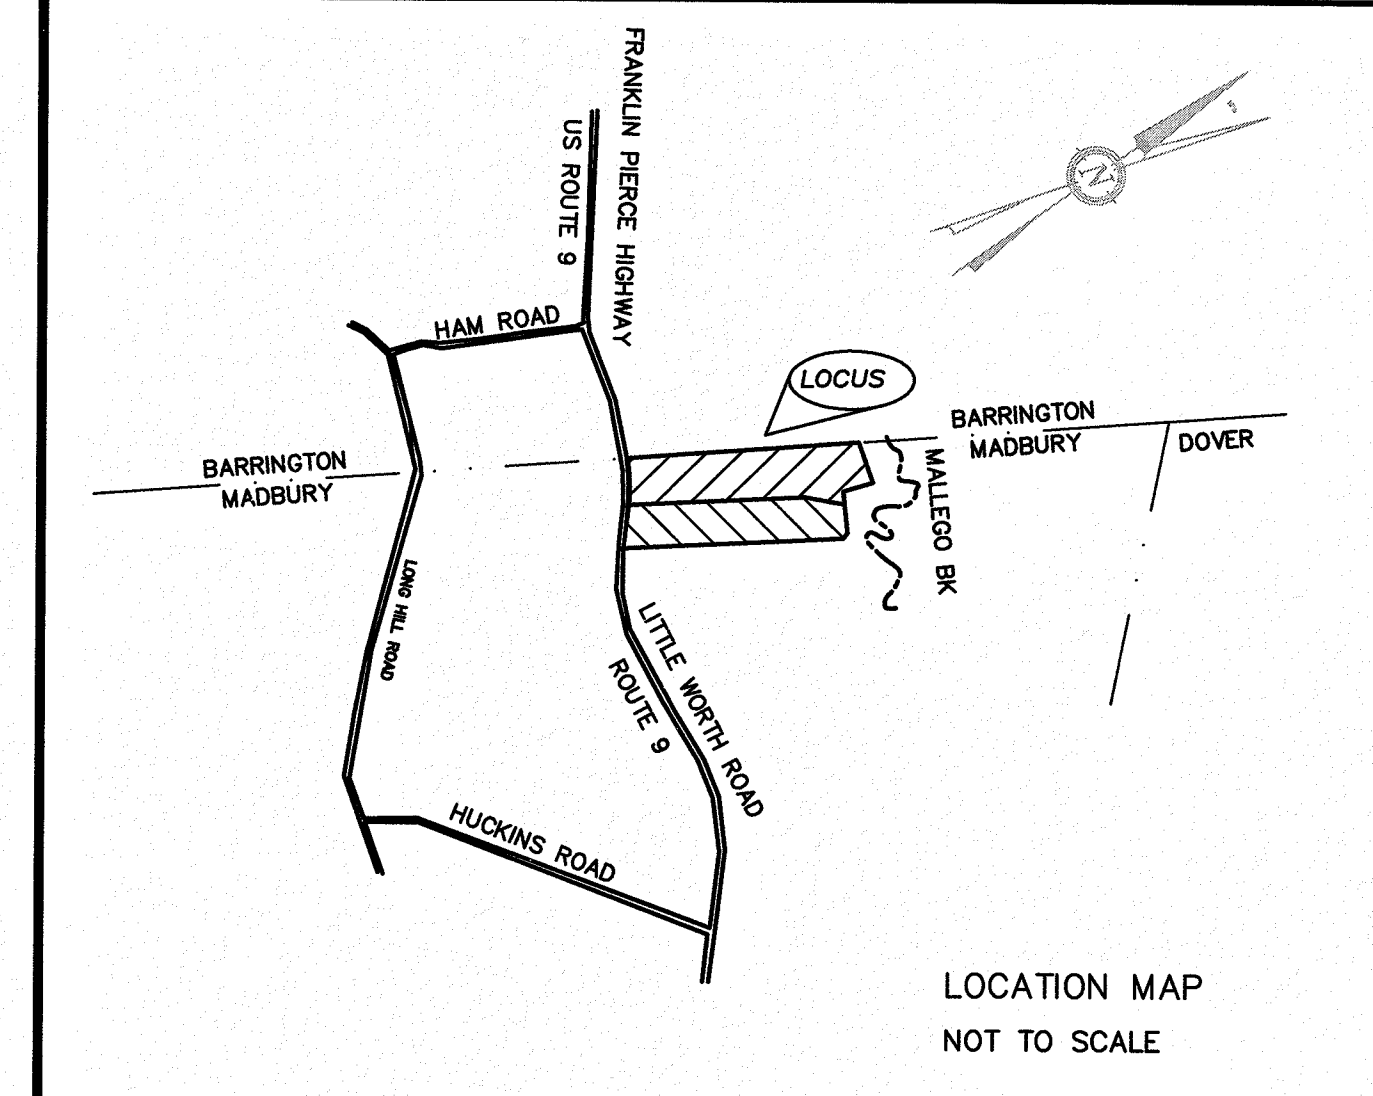 FRANKLIN PIERCE HIGHWAY
US ROUTE 9
N
HAM ROAD
LOCUS
BARRINGTON
MADBURY
DOVER
BARRINGTON
MADBURY
MALLEGO BK
LONG HILL ROAD
LITTLE WORTH ROAD
ROUTE 9
HUCKINS ROAD
LOCATION MAP
NOT TO SCALE